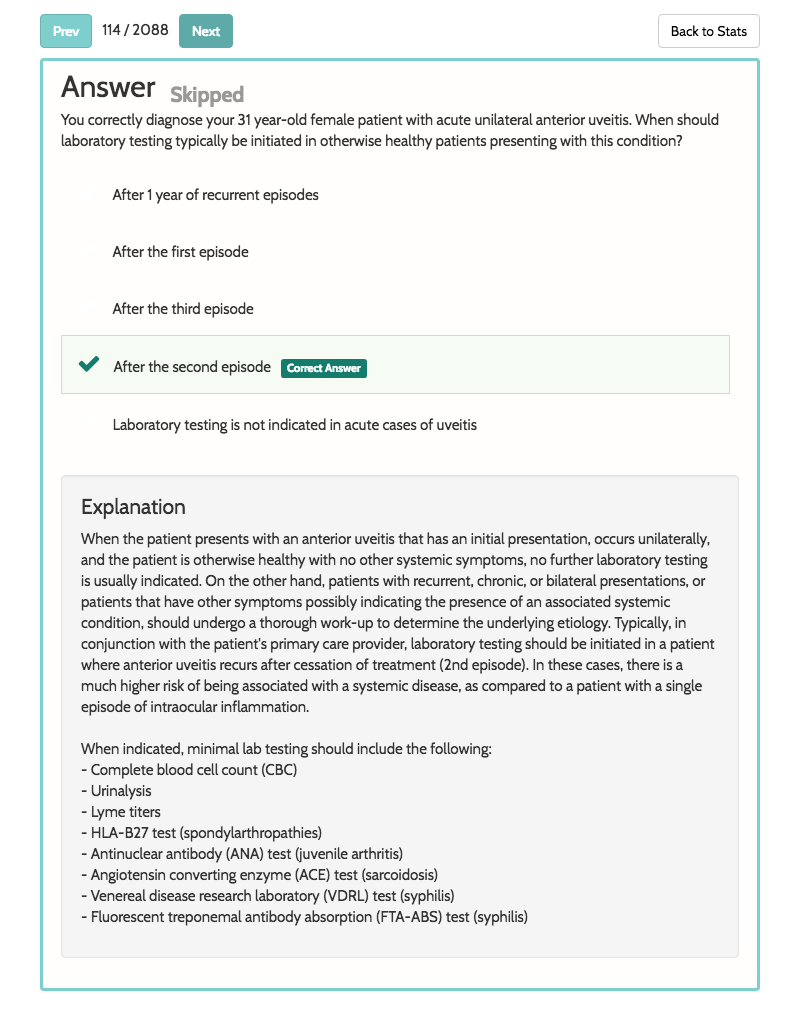 Prev 114 / 2088 Next Back to Stats
Answer Skipped
You correctly diagnose your 31 year-old female patient with acute unilateral anterior uveitis. When should
laboratory testing typically be initiated in otherwise healthy patients presenting with this condition?
After 1 year of recurrent episodes
After the first episode
After the third episode
After the second episode Correct Answer
Laboratory testing is not indicated in acute cases of uveitis
Explanation
When the patient presents with an anterior uveitis that has an initial presentation, occurs unilaterally,
and the patient is otherwise healthy with no other systemic symptoms, no further laboratory testing
is usually indicated. On the other hand, patients with recurrent, chronic, or bilateral presentations, or
patients that have other symptoms possibly indicating the presence of an associated systemic
condition, should undergo a thorough work-up to determine the underlying etiology. Typically, in
conjunction with the patient's primary care provider, laboratory testing should be initiated in a patient
where anterior uveitis recurs after cessation of treatment (2nd episode). In these cases, there is a
much higher risk of being associated with a systemic disease, as compared to a patient with a single
episode of intraocular inflammation.
When indicated, minimal lab testing should include the following:
- Complete blood cell count (CBC)
- Urinalysis
- Lyme titers
- HLA-B27 test (spondylarthropathies)
- Antinuclear antibody (ANA) test (juvenile arthritis)
- Angiotensin converting enzyme (ACE) test (sarcoidosis)
- Venereal disease research laboratory (VDRL) test (syphilis)
- Fluorescent treponemal antibody absorption (FTA-ABS) test (syphilis)